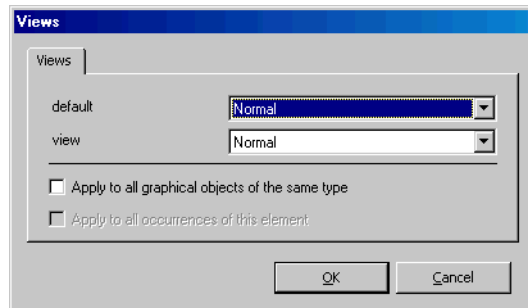 Views
Views
default Normal
view Normal
Apply to all graphical objects of the same type
Apply to all occurrences of this element
OK Cancel